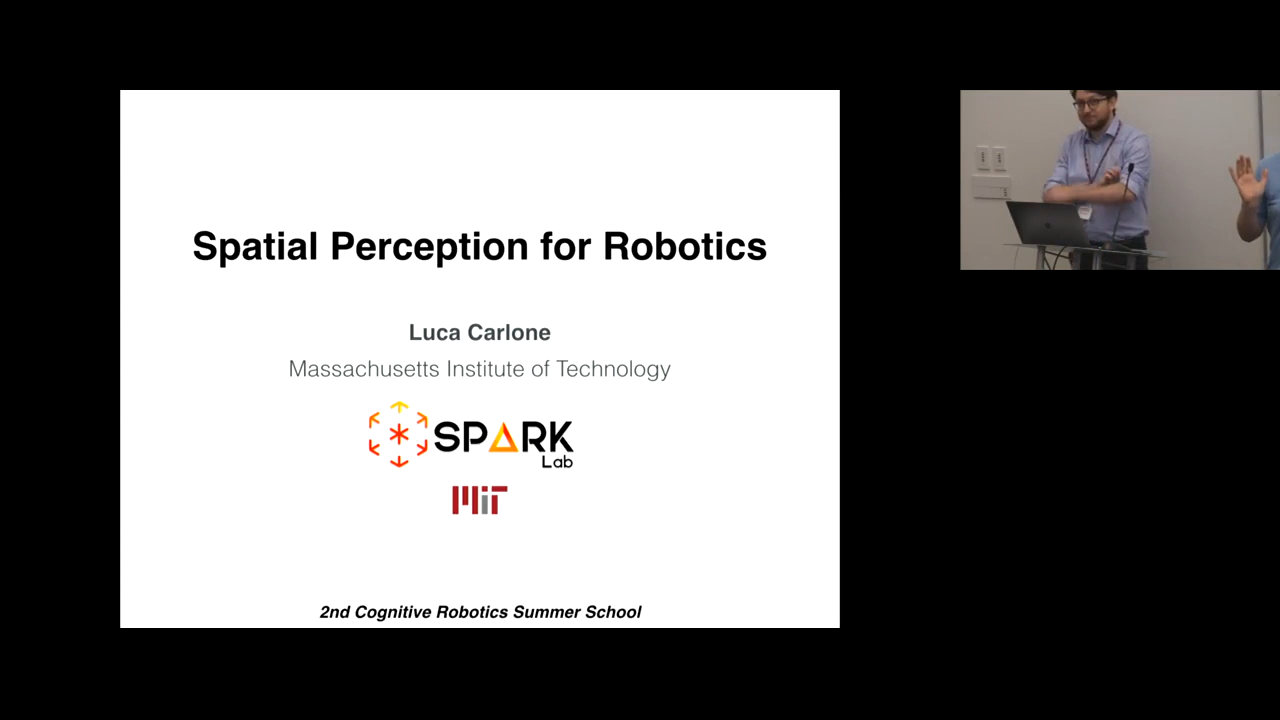 Spatial Perception for Robotics
Luca Carlone
Massachusetts Institute of Technology
SPARK
Lab
MIT
2nd Cognitive Robotics Summer School